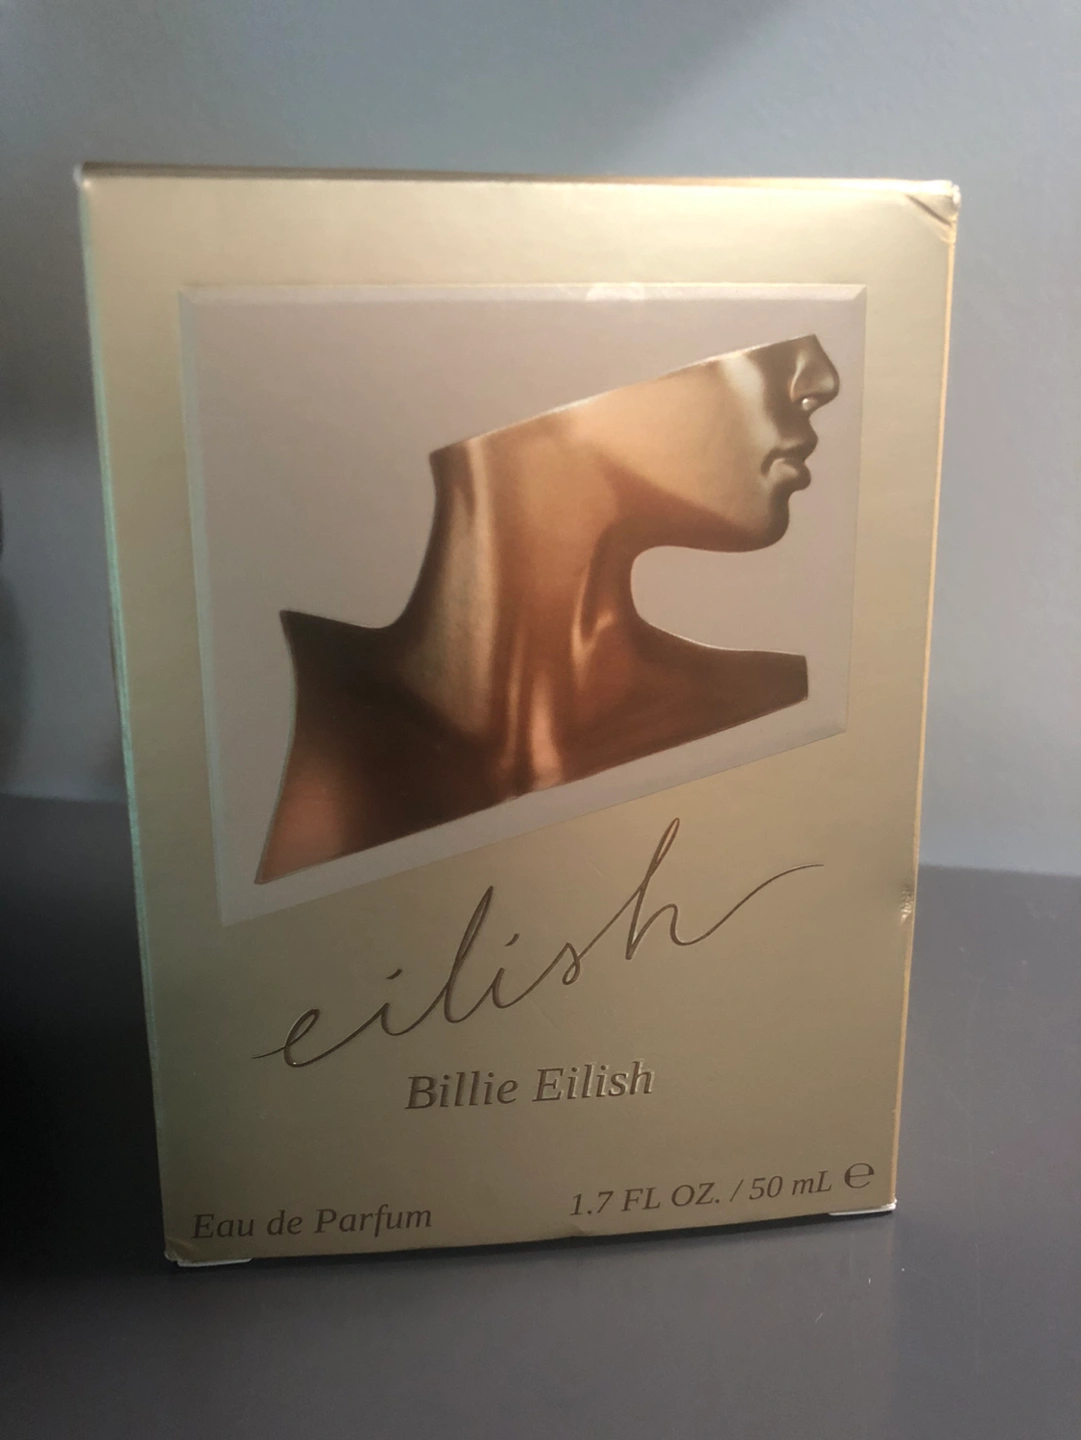 eilish
Billie Eilish
Eau de Parfum
1.7 FL OZ. / 50 mL ℮